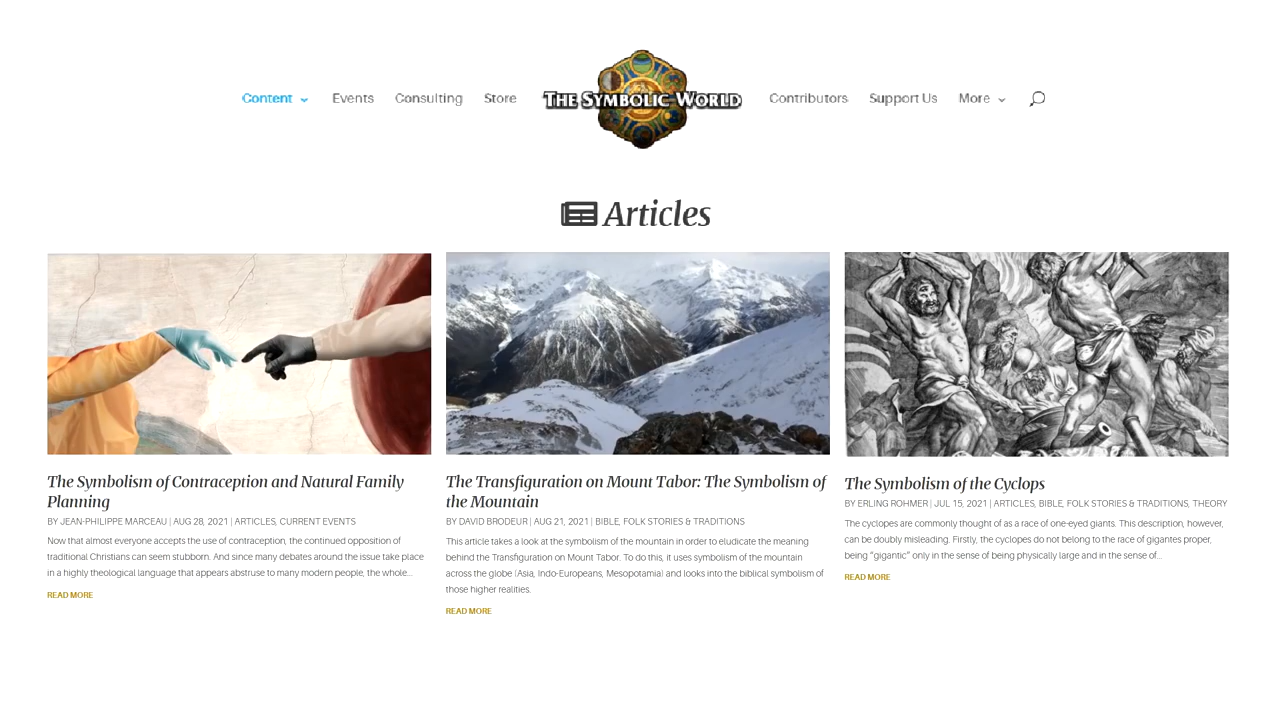 Content Events Consulting Store THE SYMBOLIC WORLD Contributors Support Us More
Articles
The Symbolism of Contraception and Natural Family
Planning
BY JEAN-PHILIPPE MARCEAU | AUG 28, 2021 | ARTICLES, CURRENT EVENTS
Now that almost everyone accepts the use of contraception, the continued opposition of
traditional Christians can seem stubborn. And since many debates around the issue take place
in a highly theological language that appears abstruse to many modern people, the whole...
READ MORE
The Transfiguration on Mount Tabor: The Symbolism of
the Mountain
BY DAVID BRODEUR | AUG 21, 2021 | BIBLE, FOLK STORIES & TRADITIONS
This article takes a look at the symbolism of the mountain in order to eludicate the meaning
behind the Transfiguration on Mount Tabor. To do this, it uses symbolism of the mountain
across the globe (Asia, Indo-Europeans, Mesopotamia) and looks into the biblical symbolism of
those higher realities.
READ MORE
The Symbolism of the Cyclops
BY ERLING ROHMER | JUL 15, 2021 | ARTICLES, BIBLE, FOLK STORIES & TRADITIONS, THEORY
The cyclopes are commonly thought of as a race of one-eyed giants. This description, however,
can be doubly misleading. Firstly, the cyclopes do not belong to the race of gigantes proper,
being "gigantic" only in the sense of being physically large and in the sense of...
READ MORE